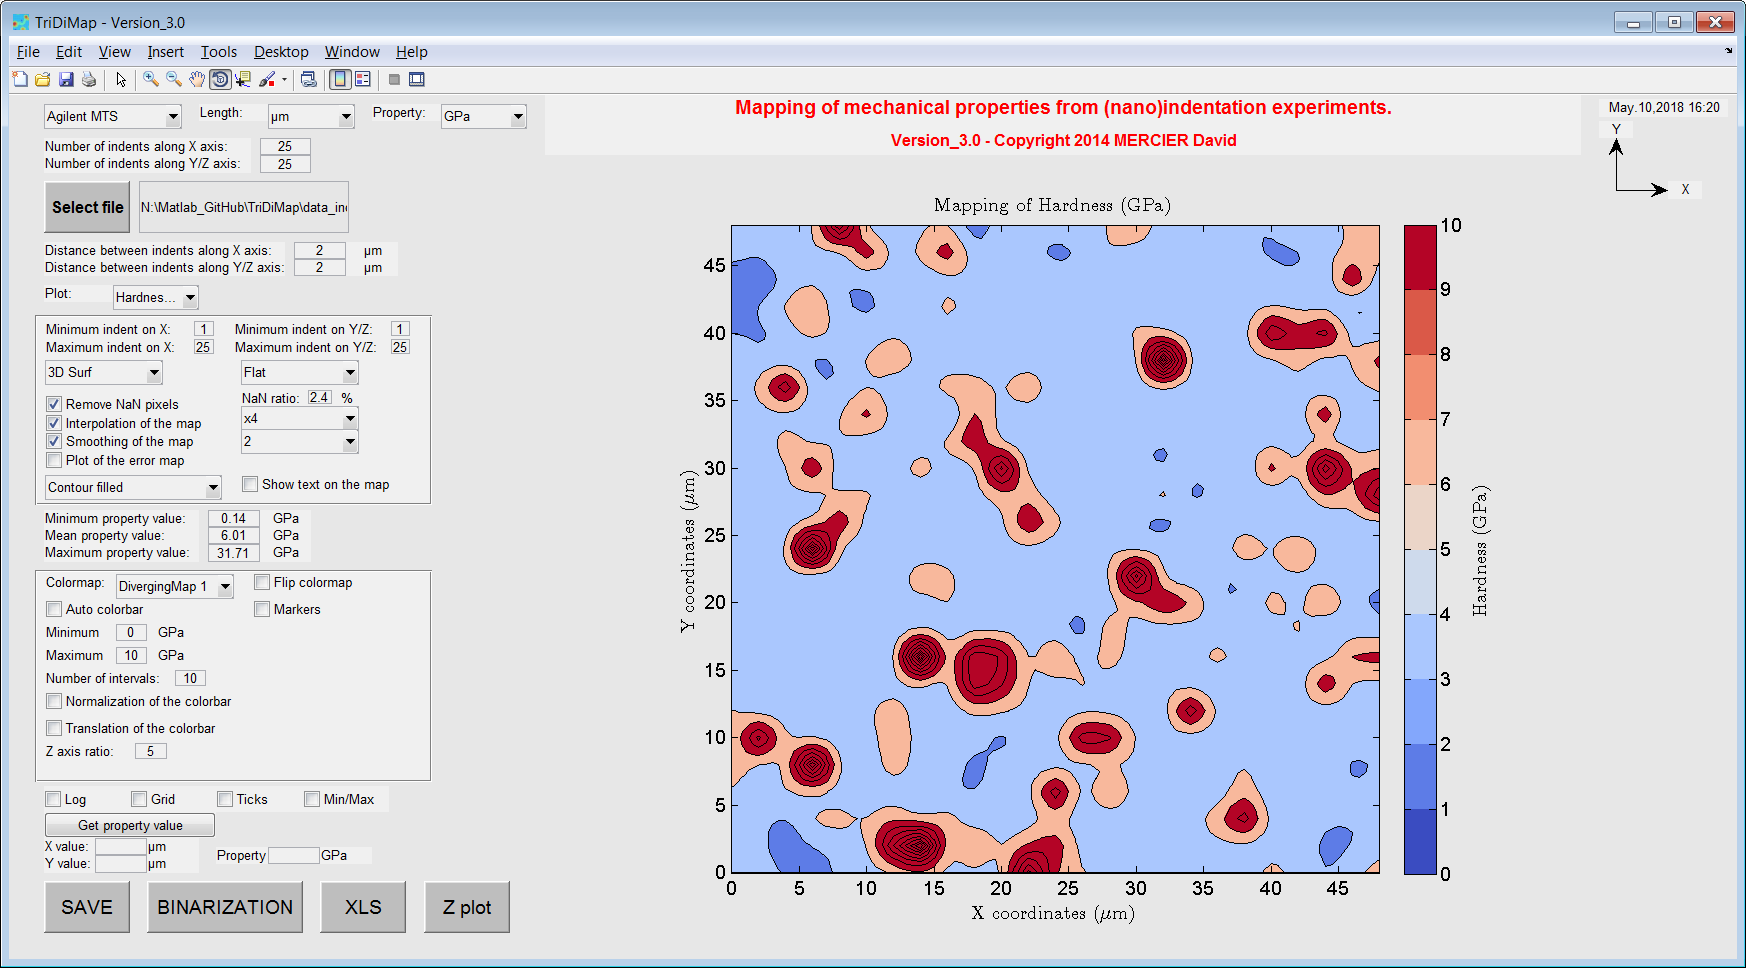 TriDiMap - Version_3.0
File Edit View Insert Tools Desktop Window Help
Agilent MTS Length: µm Property: GPa
Number of indents along X axis: 25
Number of indents along Y/Z axis: 25
Select file N:\Matlab_GitHub\TriDiMap\data_in
Distance between indents along X axis: 2 µm
Distance between indents along Y/Z axis: 2 µm
Plot: Hardnes...
Minimum indent on X: 1 Minimum indent on Y/Z: 1
Maximum indent on X: 25 Maximum indent on Y/Z: 25
3D Surf Flat
NaN ratio: 2.4 %
Remove NaN pixels
Interpolation of the map x4
Smoothing of the map 2
Plot of the error map
Contour filled Show text on the map
Minimum property value: 0.14 GPa
Mean property value: 6.01 GPa
Maximum property value: 31.71 GPa
Colormap: DivergingMap 1 Flip colormap
Auto colorbar Markers
Minimum 0 GPa
Maximum 10 GPa
Number of intervals: 10
Normalization of the colorbar
Translation of the colorbar
Z axis ratio: 5
Log Grid Ticks Min/Max
Get property value
X value: µm
Y value: µm
Property GPa
SAVE BINARIZATION XLS Z plot
Mapping of mechanical properties from (nano)indentation experiments.
Version_3.0 - Copyright 2014 MERCIER David
May.10,2018 16:20
Y
X
Mapping of Hardness (GPa)
45
40
35
30
25
20
15
10
5
0
Y coordinates (µm)
0 5 10 15 20 25 30 35 40 45
X coordinates (µm)
10
9
8
7
6
5
4
3
2
1
0
Hardness (GPa)